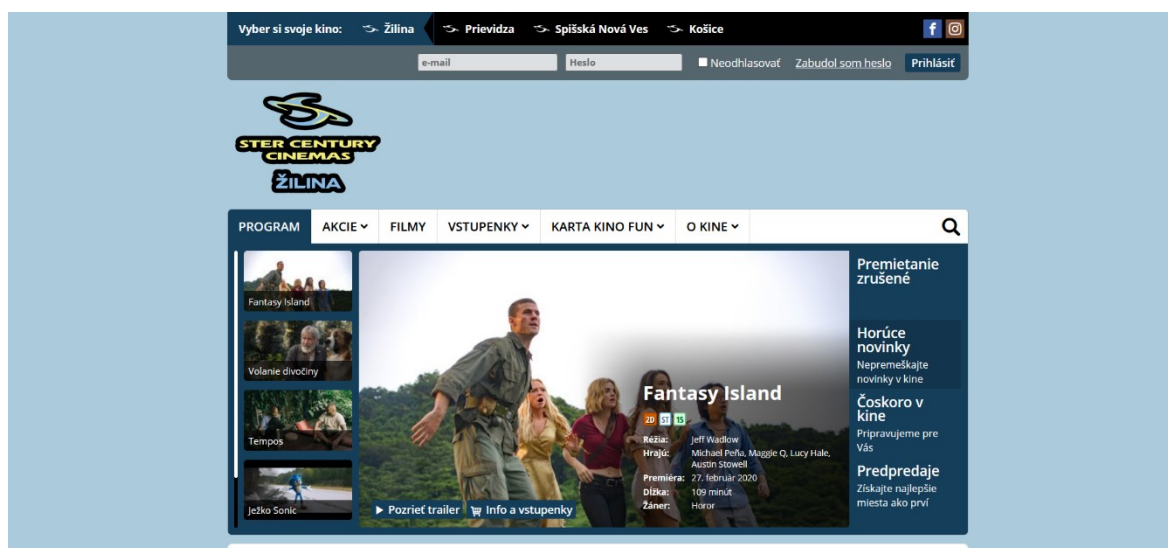 Vyber si svoje kino: Žilina Prievidza Spišská Nová Ves Košice f
e-mail Heslo Neodhlasovať Zabudol som heslo Prihlásiť
STER CENTURY
CINEMAS
ŽILINA
PROGRAM AKCIE FILMY VSTUPENKY KARTA KINO FUN O KINE
Fantasy Island
Volanie divočiny
Tempos
Ježko Sonic
Fantasy Island
2D ST 15
Réžia: Jeff Wadlow
Hrajú: Michael Peña, Maggie Q, Lucy Hale,
Austin Stowell
Premiéra: 27. február 2020
Dĺžka: 109 minút
Žáner: Horor
Pozrieť trailer Info a vstupenky
Premietanie
zrušené
Horúce
novinky
Nepremeškajte
novinky v kine
Čoskoro v
kine
Pripravujeme pre
Vás
Predpredaje
Získajte najlepšie
miesta ako prví